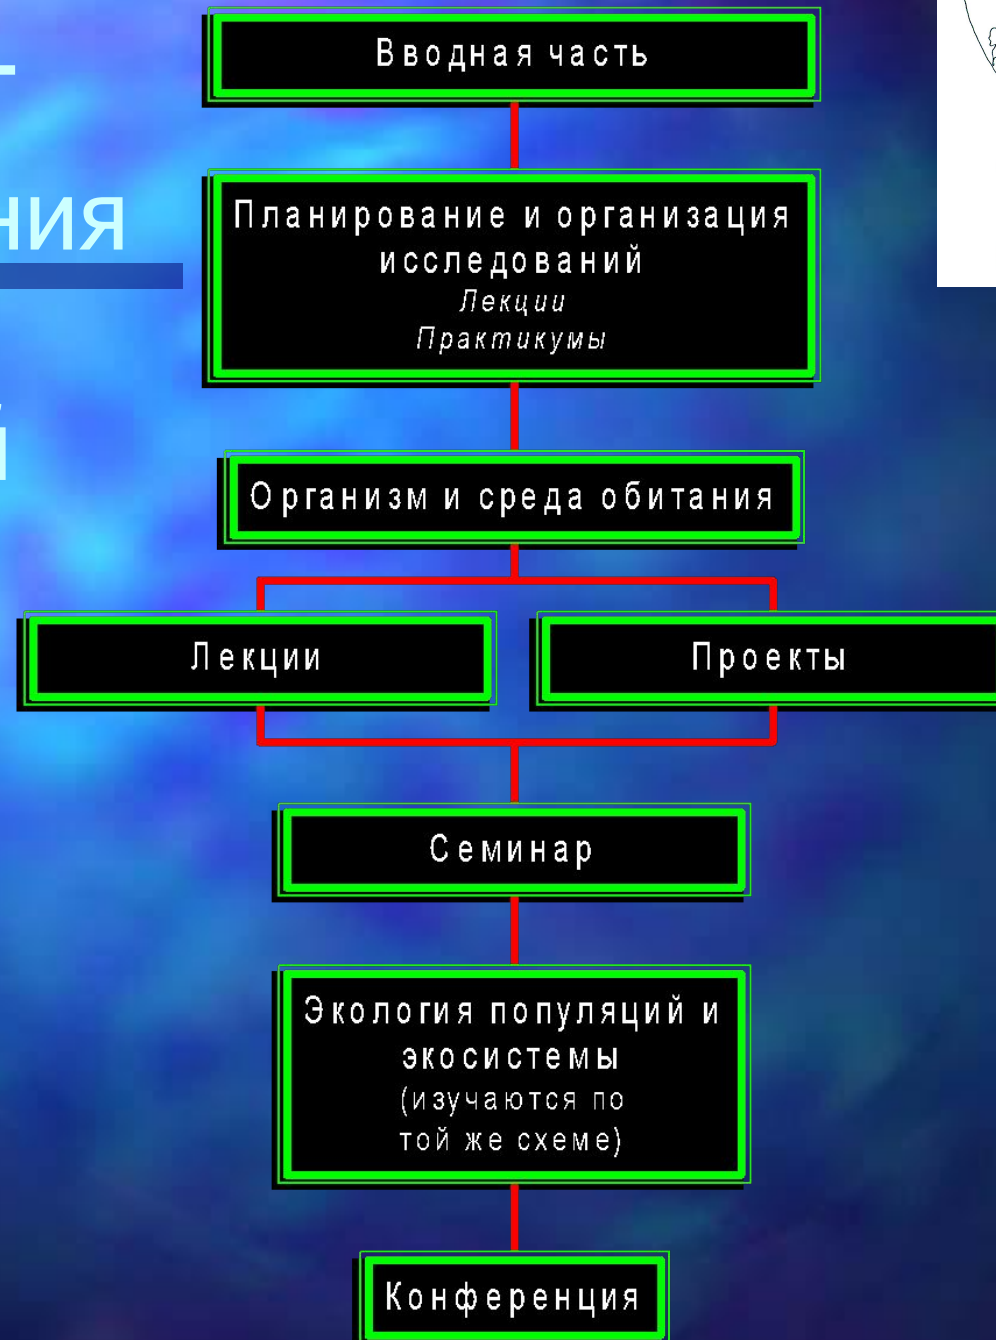 Вводная часть
Планирование и организация
исследований
Лекции
Практикумы
Организм и среда обитания
Лекции
Проекты
Семинар
Экология популяций и
экосистемы
(изучаются по
той же схеме)
Конференция